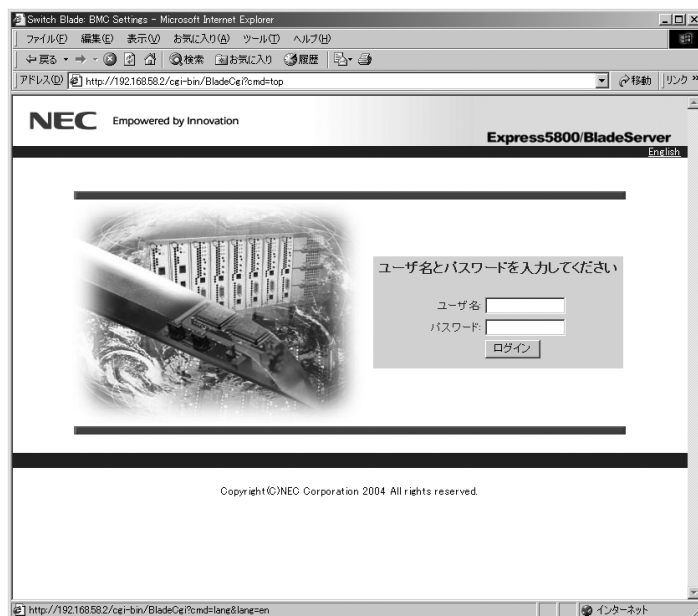 Switch Blade: BMC Settings - Microsoft Internet Explorer
ファイル(F) 編集(E) 表示(V) お気に入り(A) ツール(T) ヘルプ(H)
戻る 検索 お気に入り 履歴
アドレス(D) http://192.168.58.2/cgi-bin/BladeCgi?cmd=top 移動 リンク »
NEC Empowered by Innovation
Express5800/BladeServer
English
ユーザ名とパスワードを入力してください
ユーザ名:
パスワード:
ログイン
Copyright(C)NEC Corporation 2004 All rights reserved.
http://192.168.58.2/cgi-bin/BladeCgi?cmd=lang&lang=en インターネット